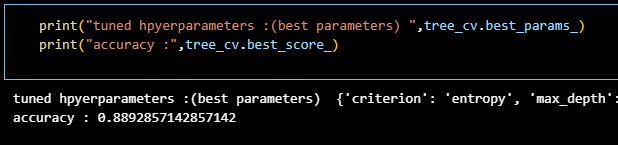 print("tuned hpyerparameters :(best parameters) ",tree_cv.best_params_)
print("accuracy :",tree_cv.best_score_)
tuned hpyerparameters :(best parameters)  {'criterion': 'entropy', 'max_depth':
accuracy : 0.8892857142857142